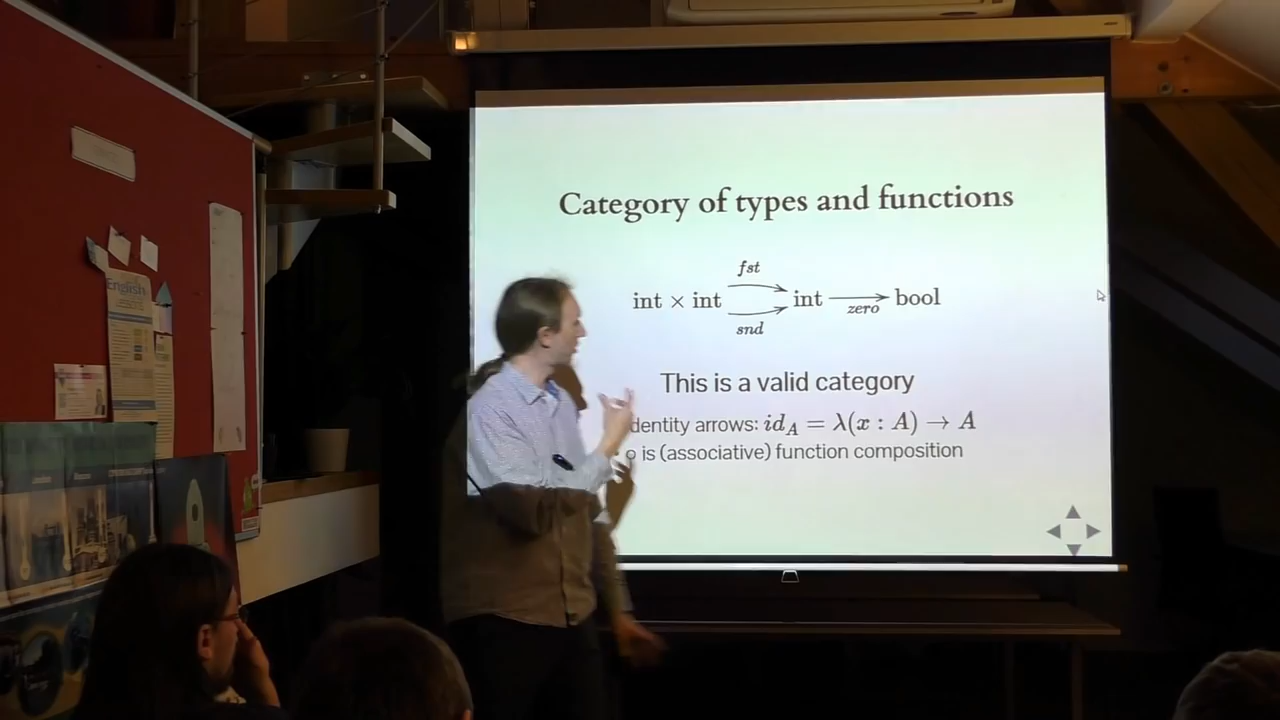 English
Category of types and functions
fst
int × int int bool
zero
snd
This is a valid category
dentity arrows: id_A = λ(x : A) → A
∘ is (associative) function composition